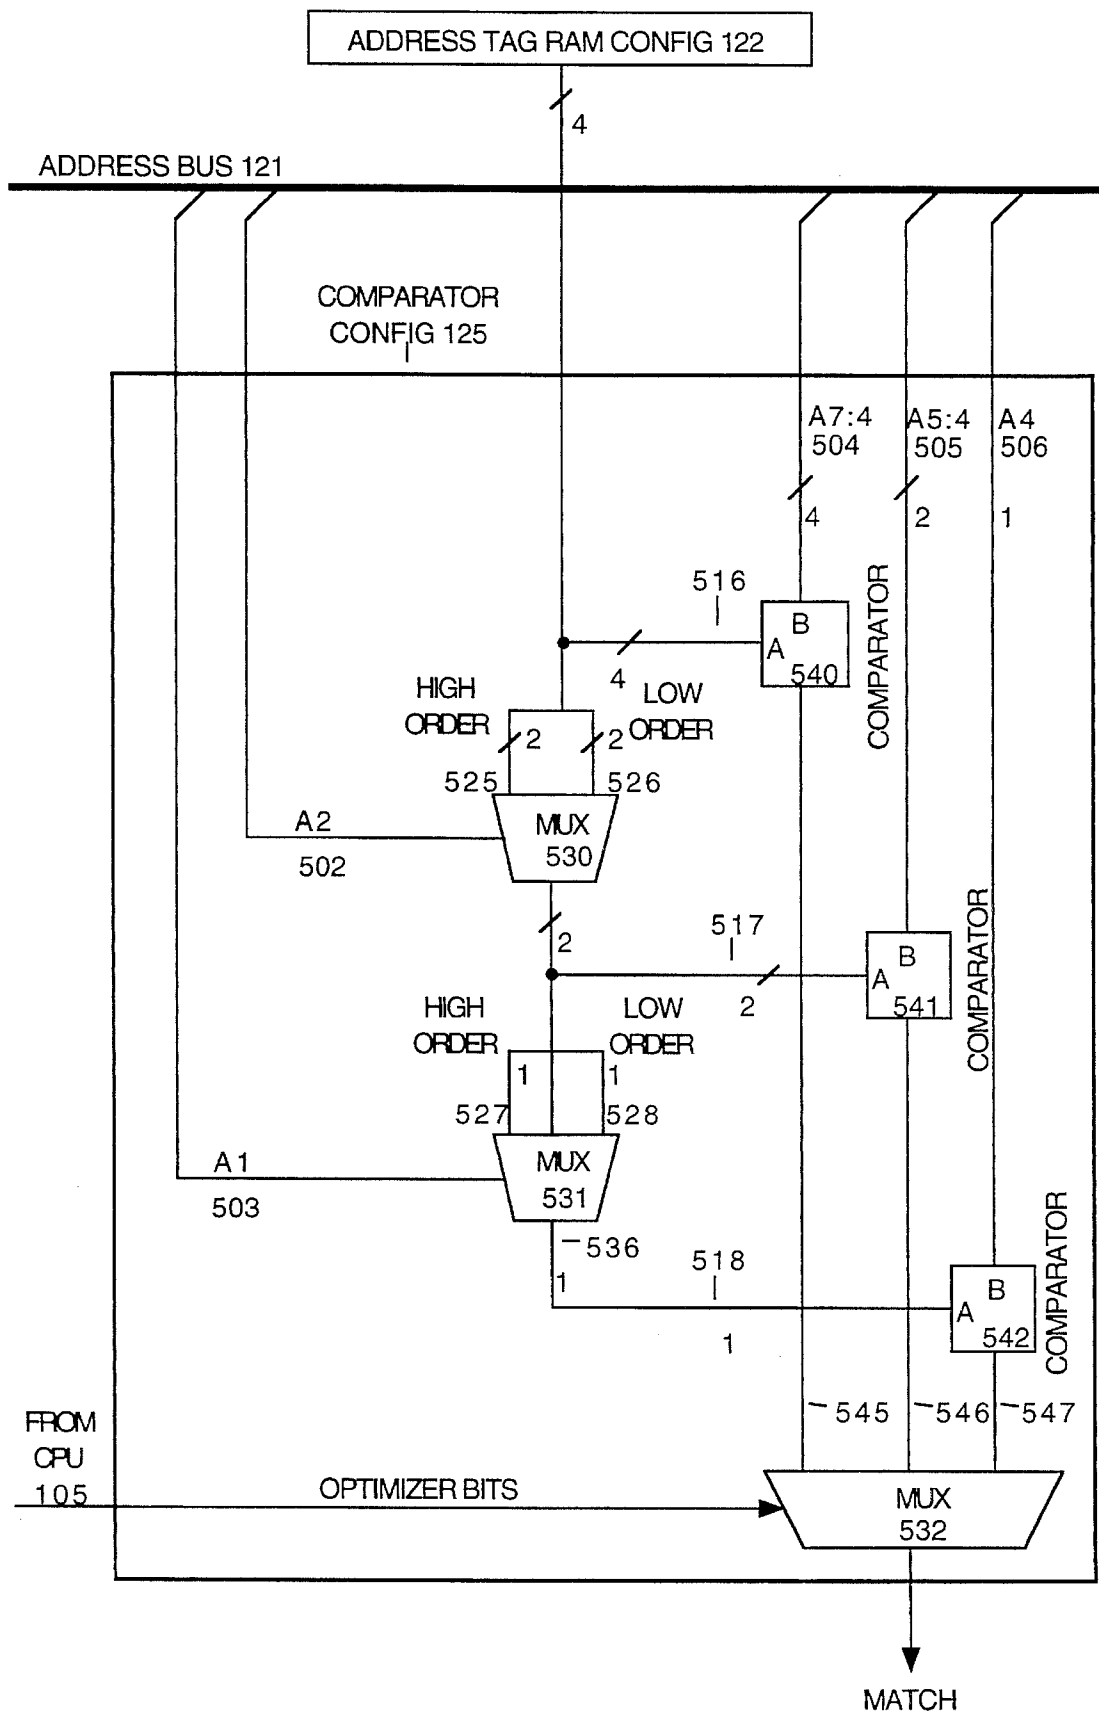 ADDRESS TAG RAM CONFIG 122
4
ADDRESS BUS 121
COMPARATOR
CONFIG 125
A7:4
504
A5:4
505
A4
506
4
2
1
516
B
A
540
COMPARATOR
4
HIGH
ORDER
LOW
ORDER
2
2
525
526
A2
502
MUX
530
2
517
2
B
A
541
COMPARATOR
HIGH
ORDER
LOW
ORDER
1
1
527
528
A1
503
MUX
531
536
1
518
1
B
A
542
COMPARATOR
545
546
547
FROM
CPU
105
OPTIMIZER BITS
MUX
532
MATCH